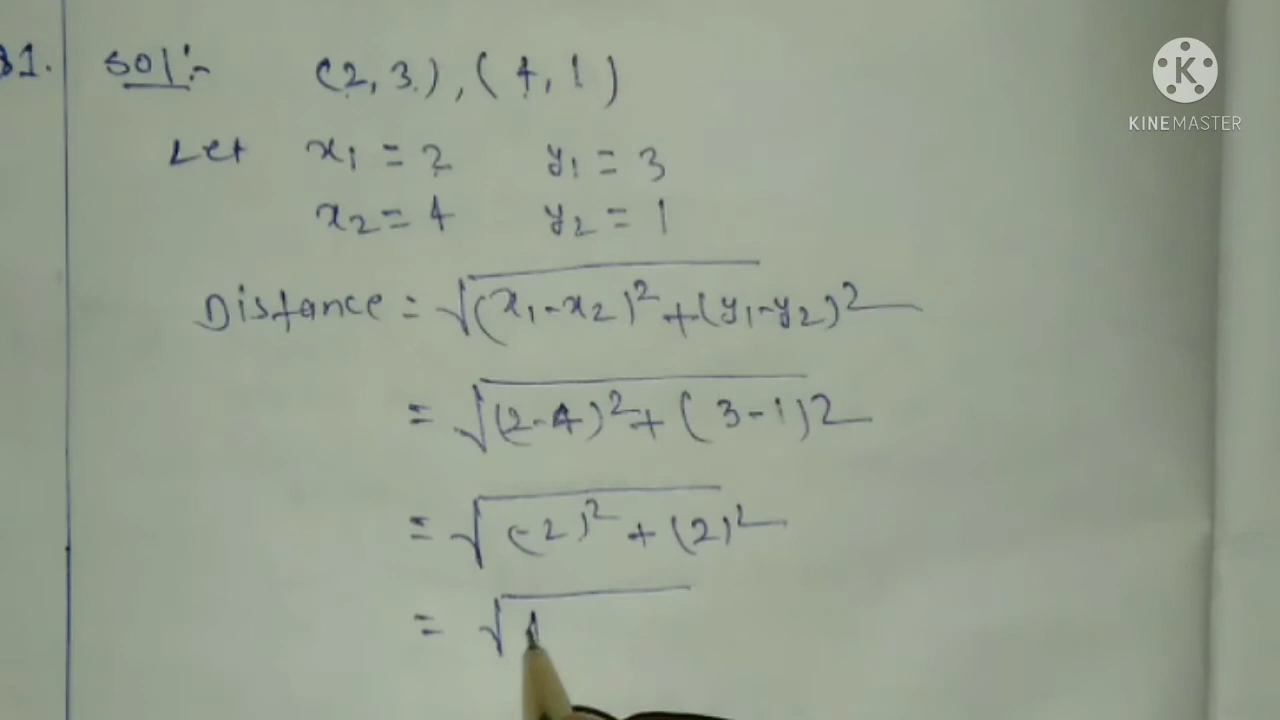 31. Sol:- (2, 3), (4, 1)
Let x₁ = 2 y₁ = 3
x₂ = 4 y₂ = 1
Distance = √(x₁-x₂)² + (y₁-y₂)²
= √(2-4)² + (3-1)2
= √(-2)² + (2)²
= √
KINEMASTER